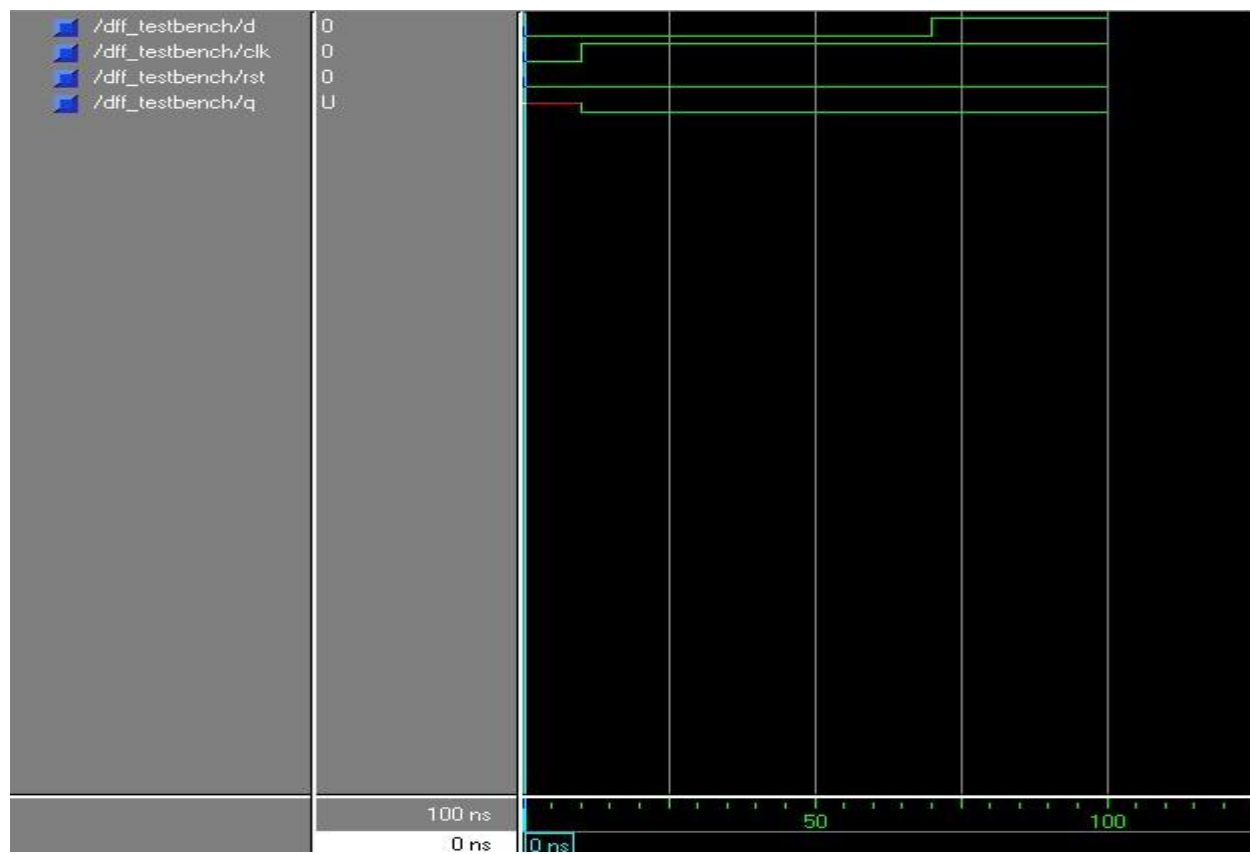 /dff_testbench/d 0
/dff_testbench/clk 0
/dff_testbench/rst 0
/dff_testbench/q U
100 ns 50 100
0 ns 0 ns